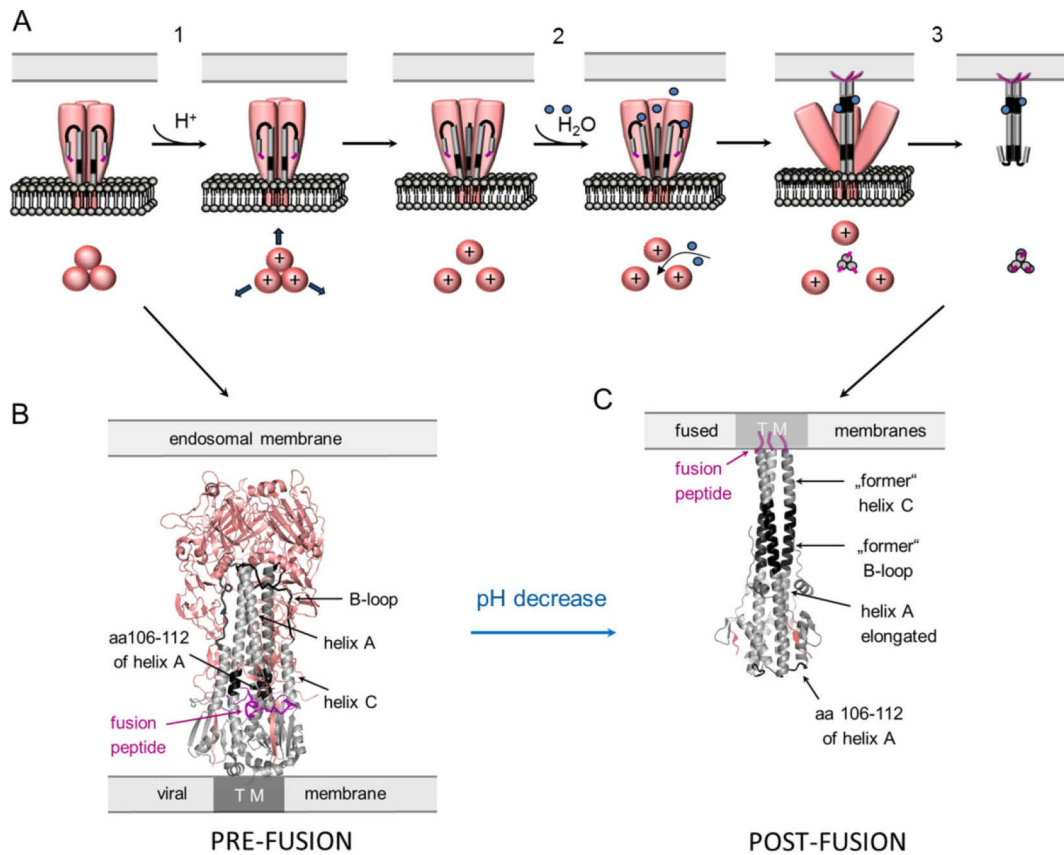 A
1
2
3
H+
H2O
+
+
+
+
+
+
+
+
+
+
+
+
B
endosomal membrane
B-loop
helix A
aa106-112
of helix A
helix C
fusion
peptide
viral
TM
membrane
PRE-FUSION
pH decrease
C
fused
TM
membranes
fusion
peptide
„former“
helix C
„former“
B-loop
helix A
elongated
aa 106-112
of helix A
POST-FUSION